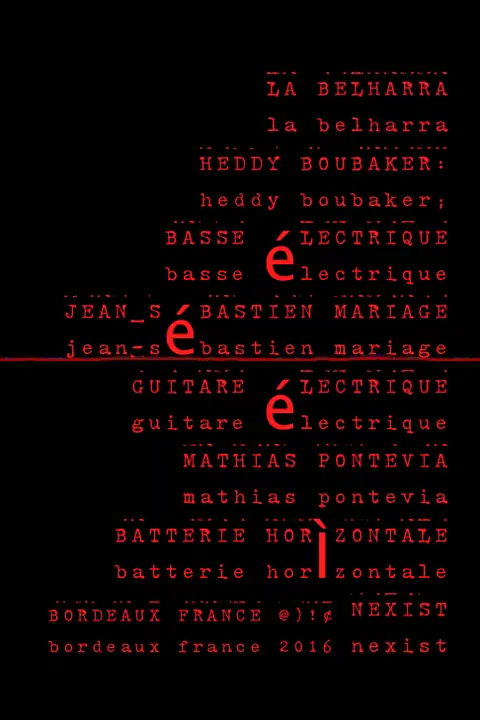 LA BELHARRA
la belharra
HEDDY BOUBAKER:
heddy boubaker;
BASSE éLECTRIQUE
basse électrique
JEAN_SéBASTIEN MARIAGE
jean-sébastien mariage
GUITARE éLECTRIQUE
guitare électrique
MATHIAS PONTEVIA
mathias pontevia
BATTERIE HORìZONTALE
batterie horìzontale
BORDEAUX FRANCE @)!¢ NEXIST
bordeaux france 2016 nexist